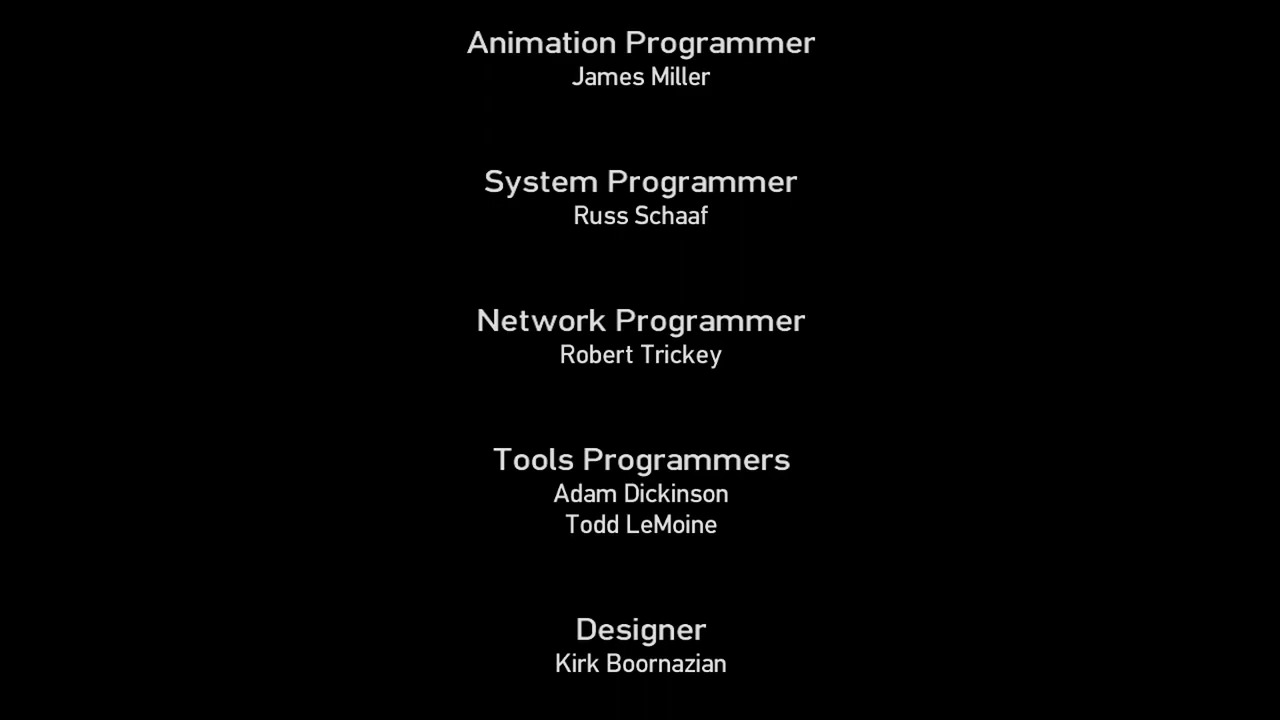 Animation Programmer
James Miller
System Programmer
Russ Schaaf
Network Programmer
Robert Trickey
Tools Programmers
Adam Dickinson
Todd LeMoine
Designer
Kirk Boornazian